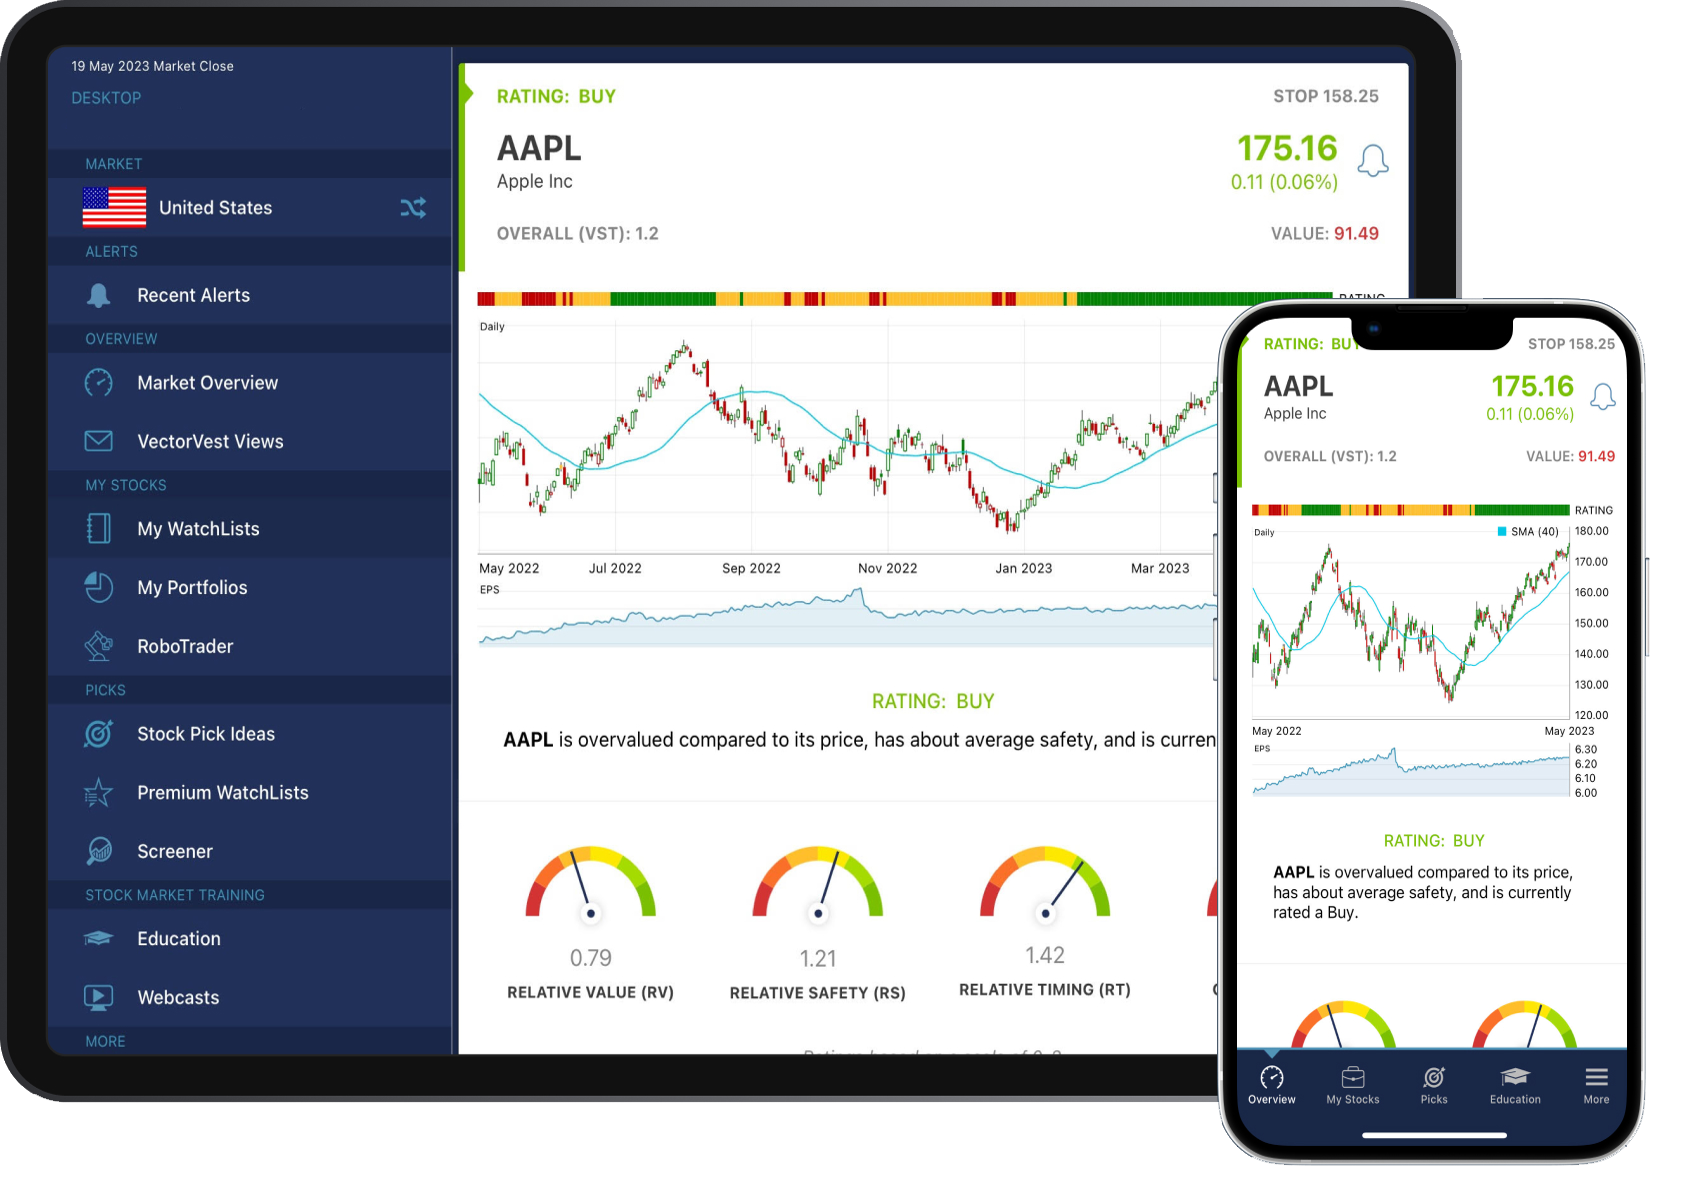 19 May 2023 Market Close
DESKTOP
MARKET
United States
ALERTS
Recent Alerts
OVERVIEW
Market Overview
VectorVest Views
MY STOCKS
My WatchLists
My Portfolios
RoboTrader
PICKS
Stock Pick Ideas
Premium WatchLists
Screener
STOCK MARKET TRAINING
Education
Webcasts
MORE
RATING: BUY
STOP 158.25
AAPL
175.16
Apple Inc
0.11 (0.06%)
OVERALL (VST): 1.2
VALUE: 91.49
RATING
Daily
May 2022 Jul 2022 Sep 2022 Nov 2022 Jan 2023 Mar 2023
EPS
RATING: BUY
AAPL is overvalued compared to its price, has about average safety, and is curren
0.79
RELATIVE VALUE (RV)
1.21
RELATIVE SAFETY (RS)
1.42
RELATIVE TIMING (RT)
RATING: BUY
STOP 158.25
AAPL
175.16
Apple Inc
0.11 (0.06%)
OVERALL (VST): 1.2
VALUE: 91.49
RATING
Daily
SMA (40)
180.00
170.00
160.00
150.00
140.00
130.00
120.00
May 2022 May 2023
EPS
6.30
6.20
6.10
6.00
RATING: BUY
AAPL is overvalued compared to its price,
has about average safety, and is currently
rated a Buy.
Overview My Stocks Picks Education More